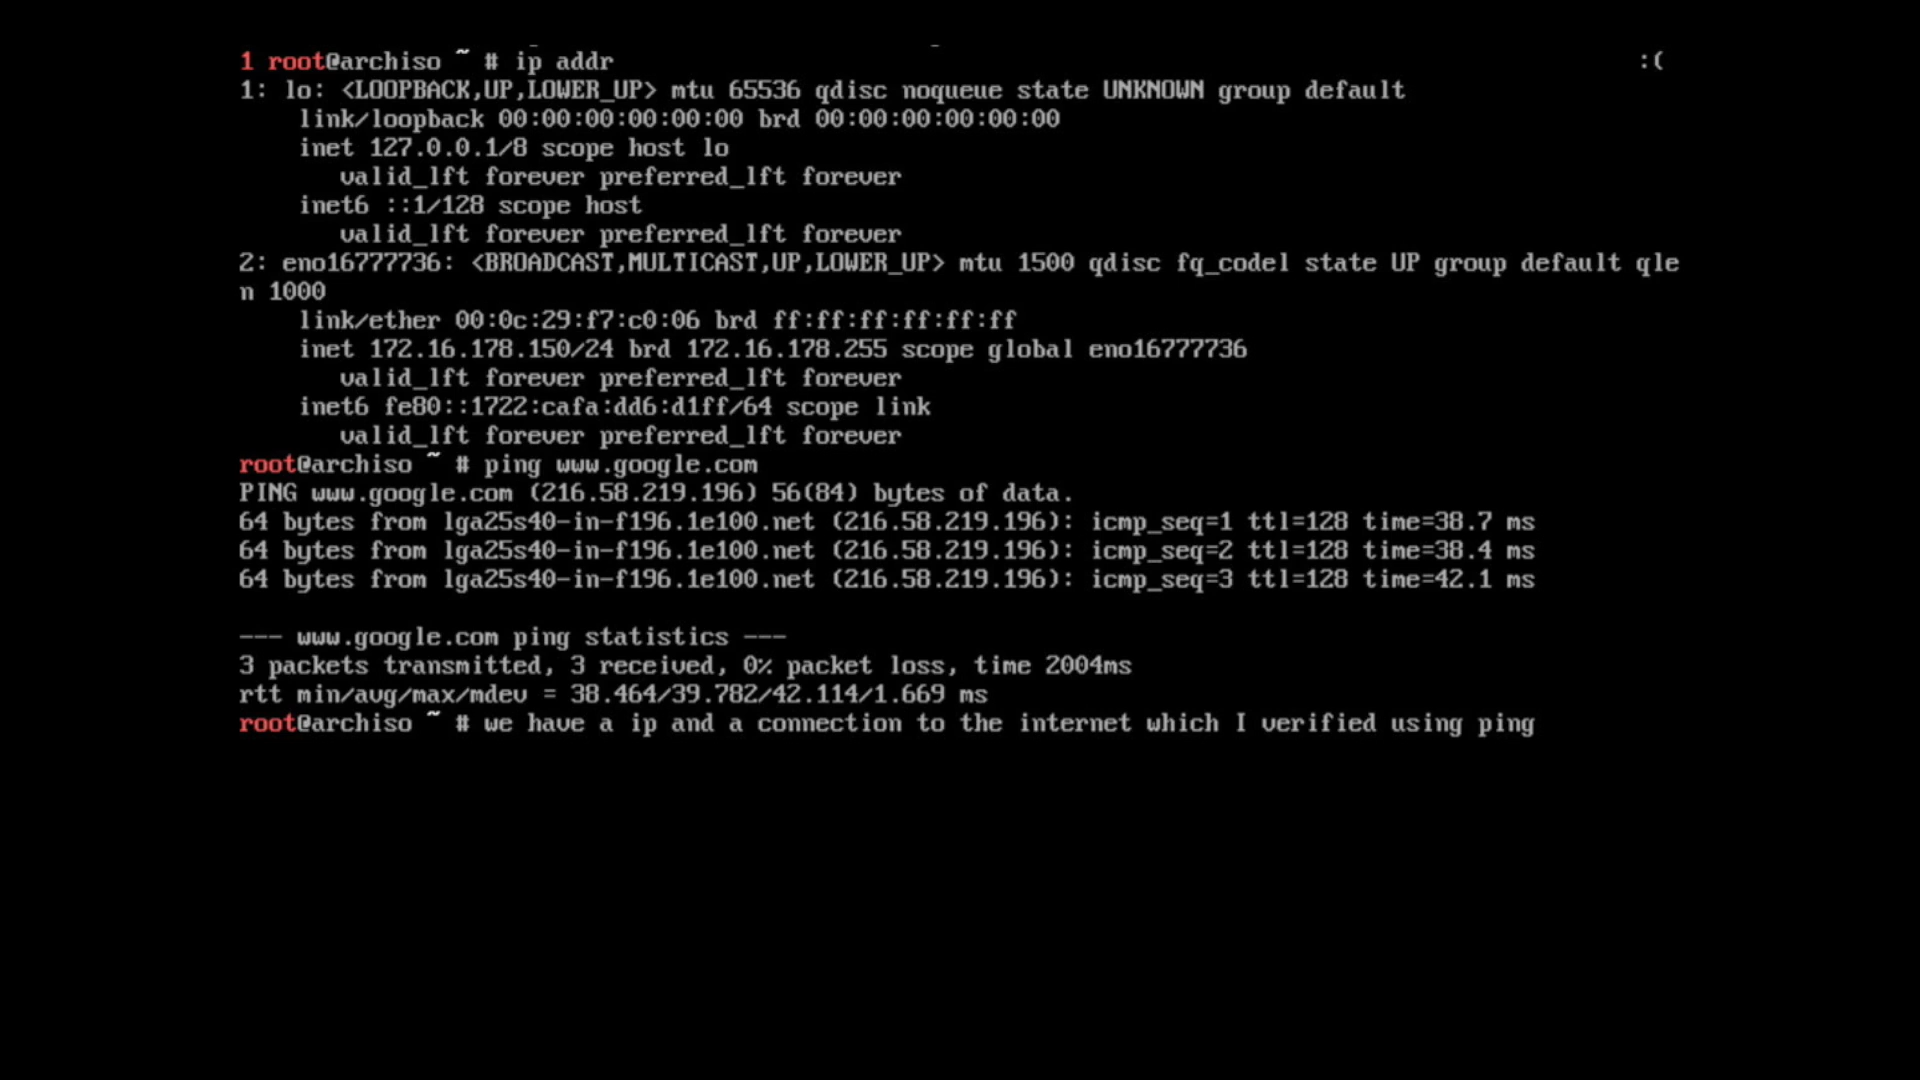 1 root@archiso ~ # ip addr :(
1: lo: <LOOPBACK,UP,LOWER_UP> mtu 65536 qdisc noqueue state UNKNOWN group default
link/loopback 00:00:00:00:00:00 brd 00:00:00:00:00:00
inet 127.0.0.1/8 scope host lo
valid_lft forever preferred_lft forever
inet6 ::1/128 scope host
valid_lft forever preferred_lft forever
2: eno16777736: <BROADCAST,MULTICAST,UP,LOWER_UP> mtu 1500 qdisc fq_codel state UP group default qle
n 1000
link/ether 00:0c:29:f7:c0:06 brd ff:ff:ff:ff:ff:ff
inet 172.16.178.150/24 brd 172.16.178.255 scope global eno16777736
valid_lft forever preferred_lft forever
inet6 fe80::1722:cafa:dd6:d1ff/64 scope link
valid_lft forever preferred_lft forever
root@archiso ~ # ping www.google.com
PING www.google.com (216.58.219.196) 56(84) bytes of data.
64 bytes from lga25s40-in-f196.1e100.net (216.58.219.196): icmp_seq=1 ttl=128 time=38.7 ms
64 bytes from lga25s40-in-f196.1e100.net (216.58.219.196): icmp_seq=2 ttl=128 time=38.4 ms
64 bytes from lga25s40-in-f196.1e100.net (216.58.219.196): icmp_seq=3 ttl=128 time=42.1 ms
--- www.google.com ping statistics ---
3 packets transmitted, 3 received, 0% packet loss, time 2004ms
rtt min/avg/max/mdev = 38.464/39.782/42.114/1.669 ms
root@archiso ~ # we have a ip and a connection to the internet which I verified using ping